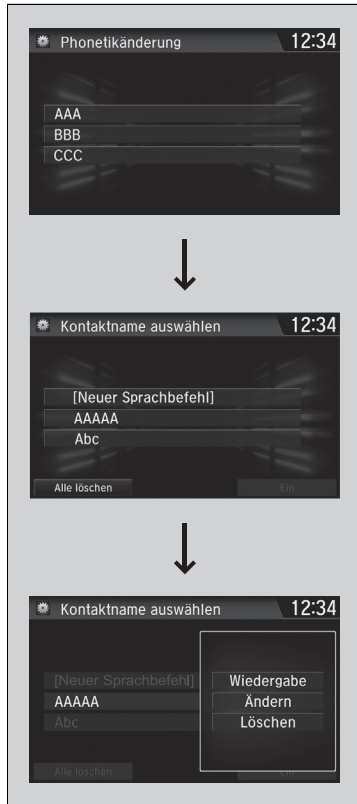 Phonetikänderung 12:34
AAA
BBB
CCC
Kontaktname auswählen 12:34
[Neuer Sprachbefehl]
AAAAA
Abc
Alle löschen Ein
Kontaktname auswählen 12:34
[Neuer Sprachbefehl] Wiedergabe
AAAAA Ändern
Abc Löschen
Alle löschen Ein